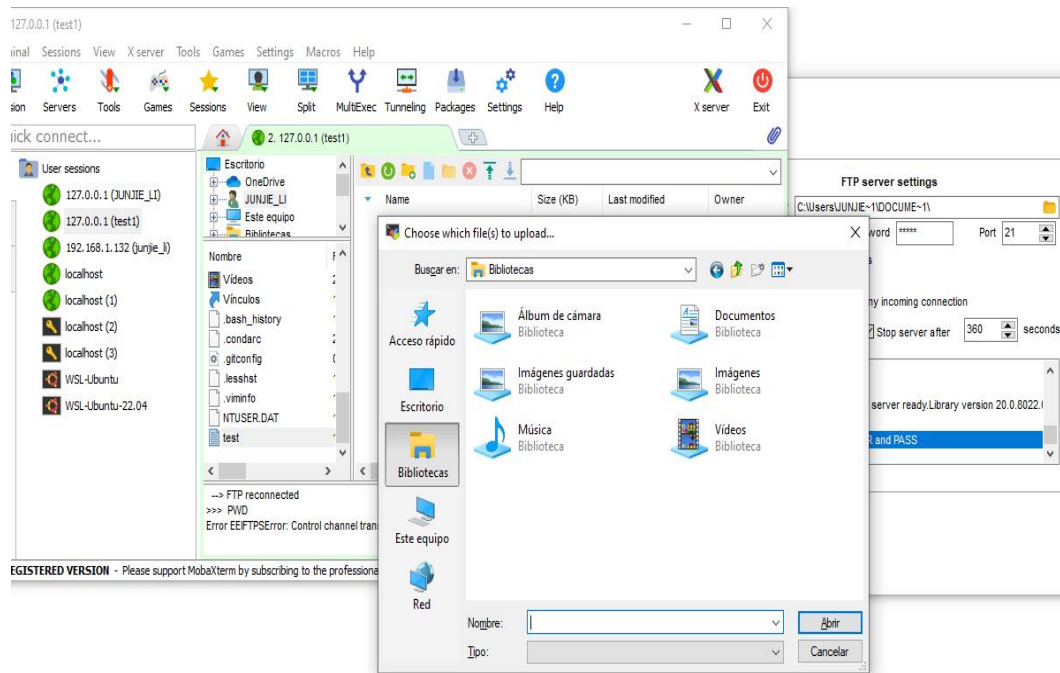 127.0.0.1 (test1)
Sessions View X server Tools Games Settings Macros Help
Servers Tools Games Sessions View Split MultiExec Tunneling Packages Settings Help X server Exit
connect...
2. 127.0.0.1 (test1)
User sessions
127.0.0.1 (JUNJIE_LI)
127.0.0.1 (test1)
192.168.1.132 (junjie_li)
localhost
localhost (1)
localhost (2)
localhost (3)
WSL-Ubuntu
WSL-Ubuntu-22.04
Escritorio
OneDrive
JUNJIE_LI
Este equipo
Bibliotecas
Nombre
Vídeos
Vínculos
.bash_history
.condarc
.gitconfig
.lesshst
.viminfo
NTUSER.DAT
test
--> FTP reconnected
>>> PWD
Error EElFTPSError: Control channel tran
REGISTERED VERSION - Please support MobaXterm by subscribing to the professiona
Name Size (KB) Last modified Owner
Choose which file(s) to upload...
Buscar en: Bibliotecas
Acceso rápido
Escritorio
Bibliotecas
Este equipo
Red
Álbum de cámara
Biblioteca
Documentos
Biblioteca
Imágenes guardadas
Biblioteca
Imágenes
Biblioteca
Música
Biblioteca
Vídeos
Biblioteca
Nombre: Abrir
Tipo: Cancelar
FTP server settings
C:\Users\JUNJIE~1\DOCUME~1\
word ***** Port 21
ny incoming connection
Stop server after 360 seconds
server ready.Library version 20.0.8022.
and PASS